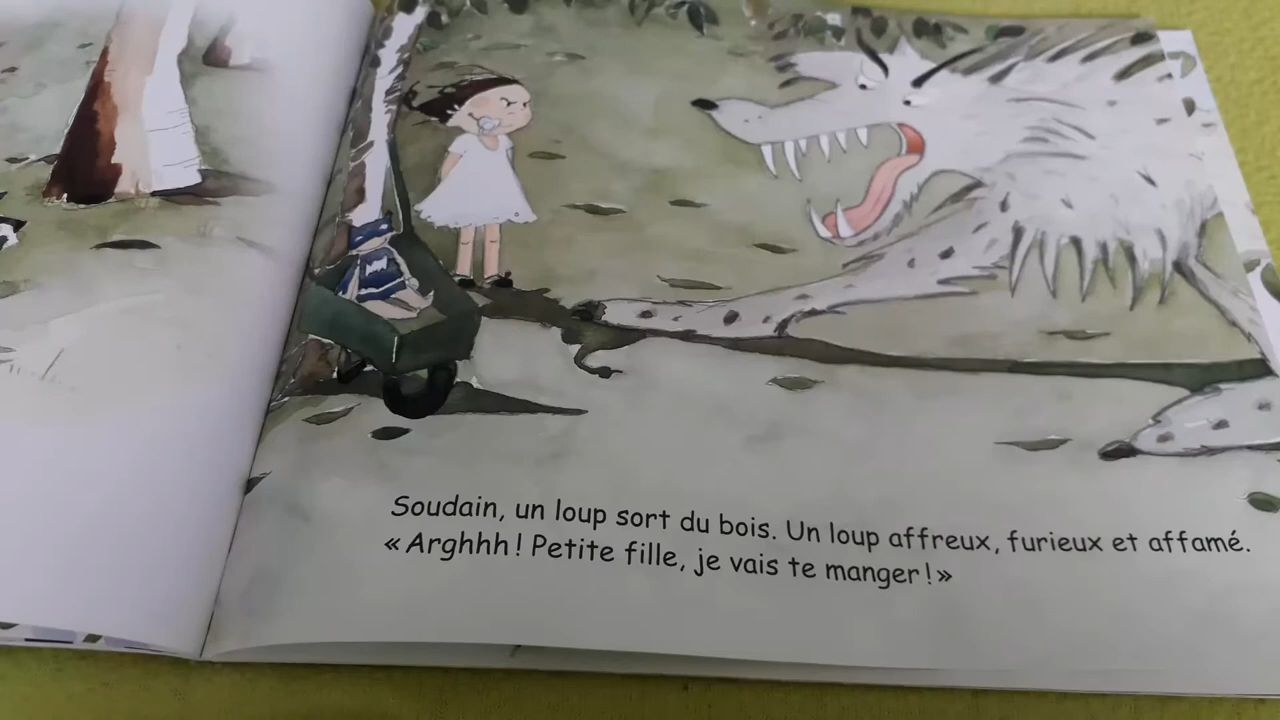 Soudain, un loup sort du bois. Un loup affreux, furieux et affamé.
« Arghhh ! Petite fille, je vais te manger ! »